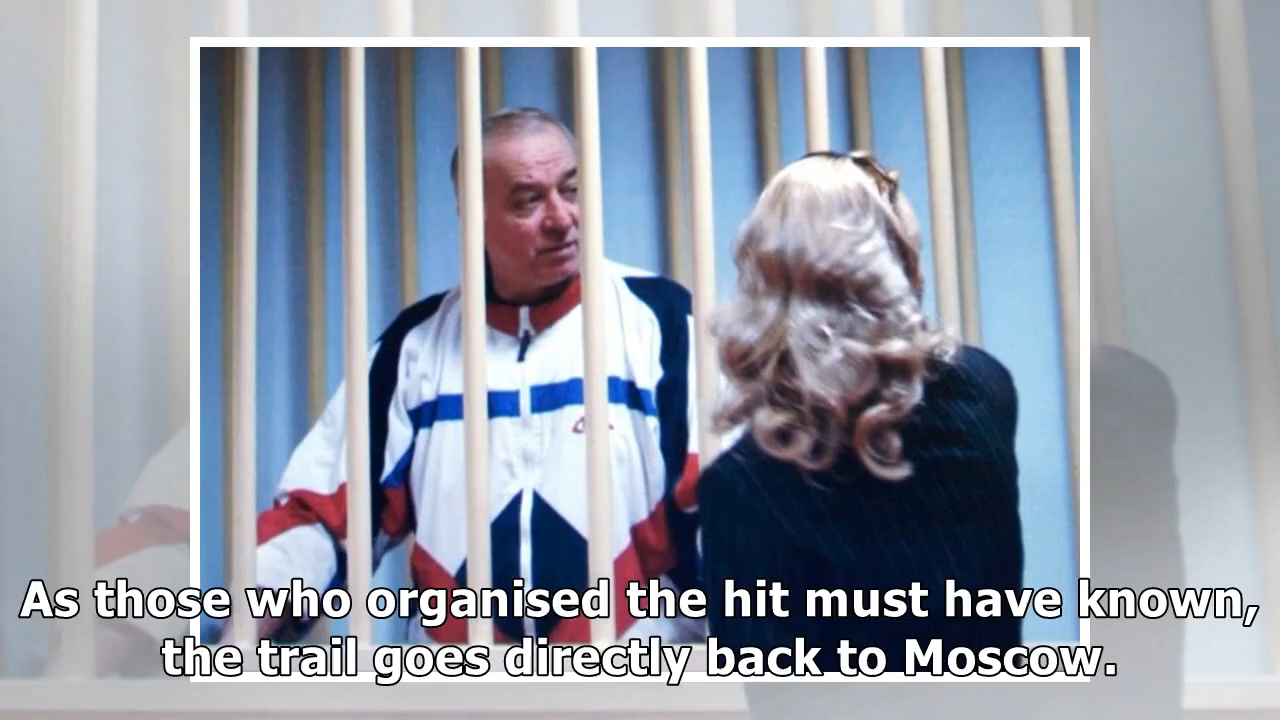 As those who organised the hit must have known,
the trail goes directly back to Moscow.